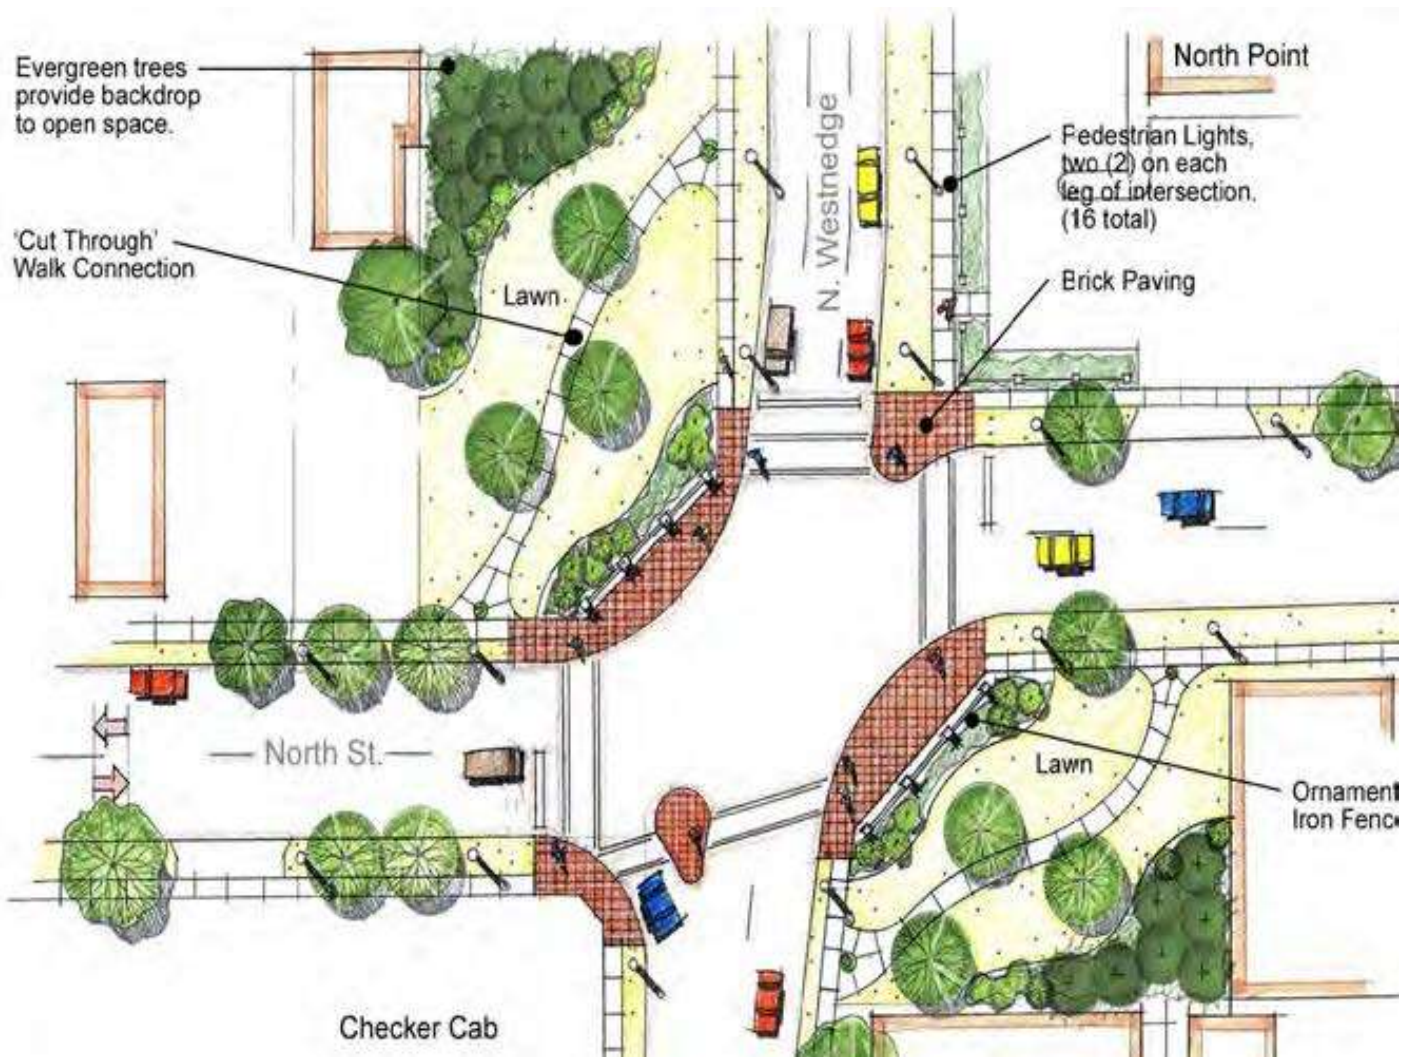 Evergreen trees
provide backdrop
to open space.
North Point
N. Westnedge
Pedestrian Lights,
two (2) on each
leg of intersection.
(16 total)
'Cut Through'
Walk Connection
Lawn
Brick Paving
North St.
Lawn
Ornament
Iron Fenc
Checker Cab